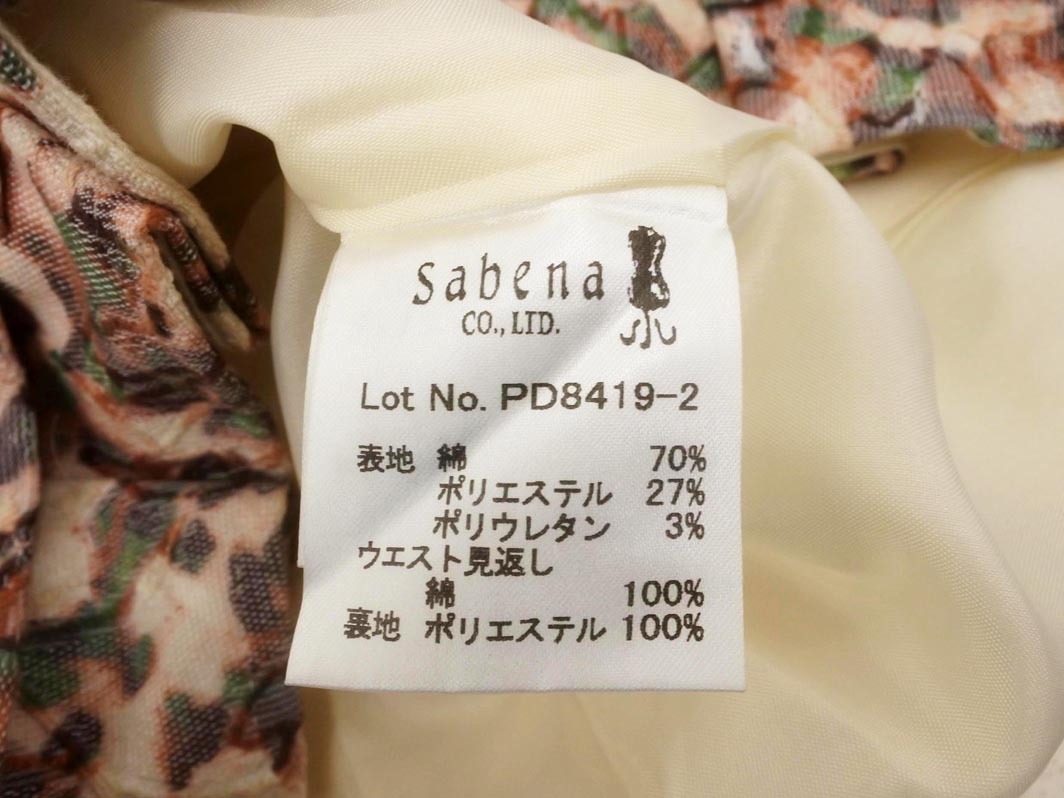 sabena
CO., LTD.
Lot No. PD8419-2
表地 綿 70%
ポリエステル 27%
ポリウレタン 3%
ウエスト見返し
綿 100%
裏地 ポリエステル 100%